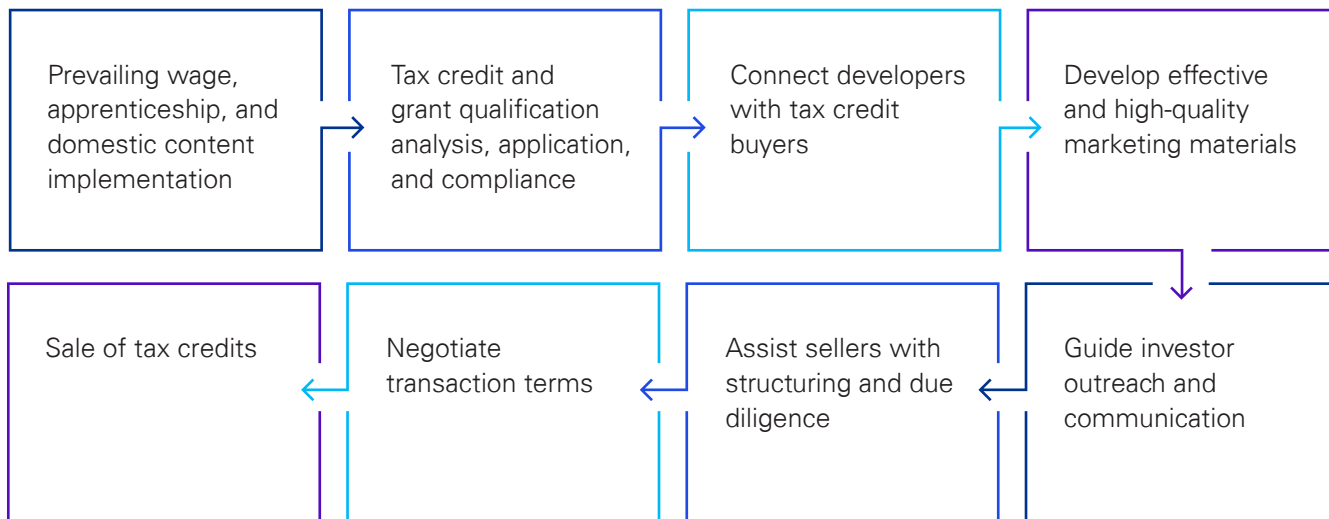 Prevailing wage,
apprenticeship, and
domestic content
implementation
Tax credit and
grant qualification
analysis, application,
and compliance
Connect developers
with tax credit
buyers
Develop effective
and high-quality
marketing materials
Guide investor
outreach and
communication
Assist sellers with
structuring and due
diligence
Negotiate
transaction terms
Sale of tax credits